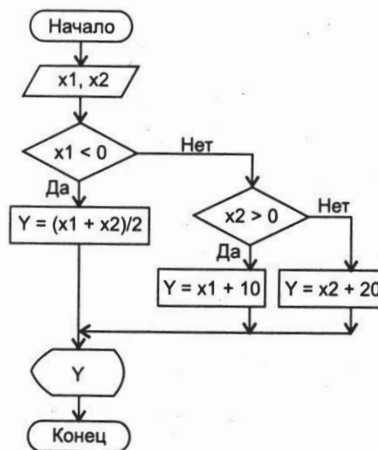 Начало
x1, x2
x1 < 0
Нет
Да
Y = (x1 + x2)/2
x2 > 0
Нет
Да
Y = x1 + 10
Y = x2 + 20
Y
Конец